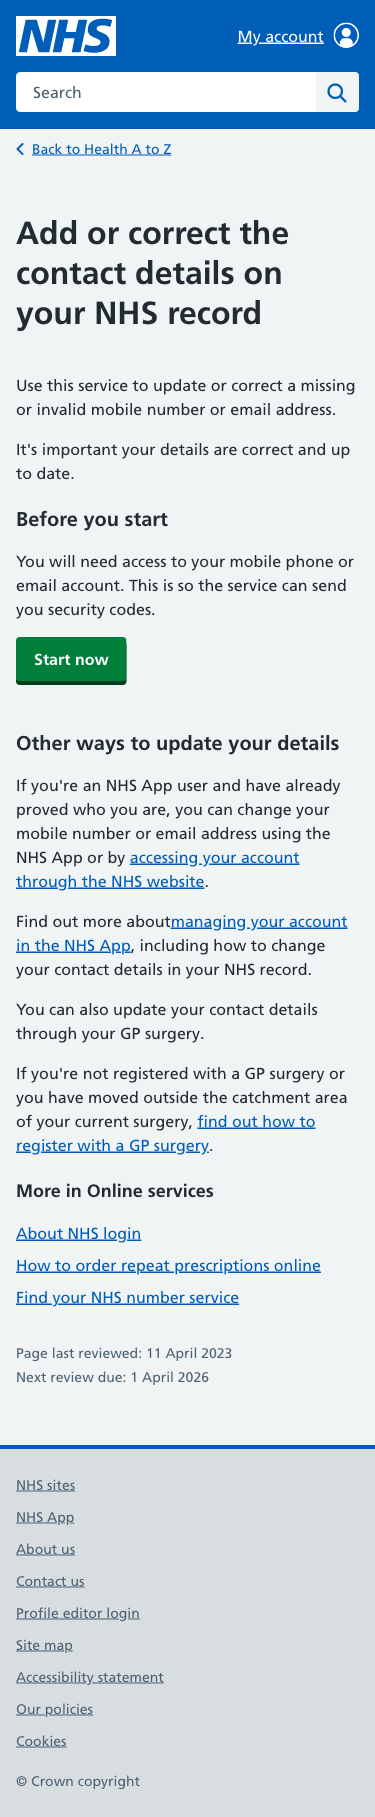 NHS
My account
Search
Back to Health A to Z
Add or correct the
contact details on
your NHS record
Use this service to update or correct a missing
or invalid mobile number or email address.
It's important your details are correct and up
to date.
Before you start
You will need access to your mobile phone or
email account. This is so the service can send
you security codes.
Start now
Other ways to update your details
If you're an NHS App user and have already
proved who you are, you can change your
mobile number or email address using the
NHS App or by accessing your account
through the NHS website.
Find out more aboutmanaging your account
in the NHS App, including how to change
your contact details in your NHS record.
You can also update your contact details
through your GP surgery.
If you're not registered with a GP surgery or
you have moved outside the catchment area
of your current surgery, find out how to
register with a GP surgery.
More in Online services
About NHS login
How to order repeat prescriptions online
Find your NHS number service
Page last reviewed: 11 April 2023
Next review due: 1 April 2026
NHS sites
NHS App
About us
Contact us
Profile editor login
Site map
Accessibility statement
Our policies
Cookies
© Crown copyright